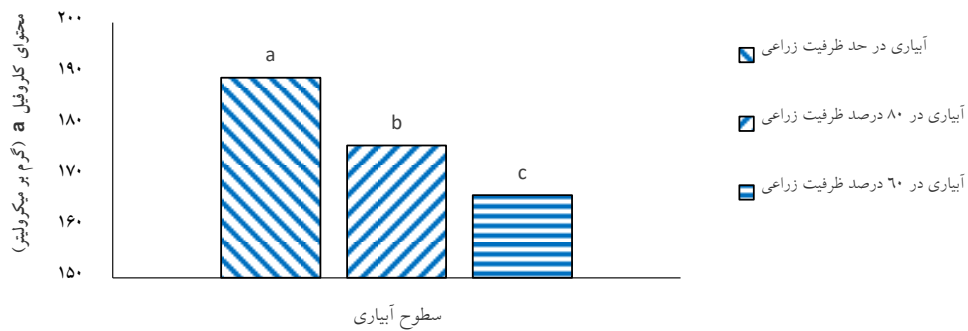 محتوای کلروفیل a (گرم بر میکرولیتر)
۲۰۰
۱۹۰
۱۸۰
۱۷۰
۱۶۰
۱۵۰
a
b
c
سطوح آبیاری
آبیاری در حد ظرفیت زراعی
آبیاری در ۸۰ درصد ظرفیت زراعی
آبیاری در ٦٠ درصد ظرفیت زراعی